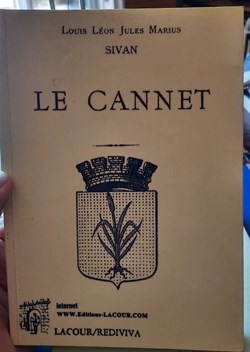 Louis Léon Jules Marius
SIVAN
LE CANNET
internet
www.Editions-LACOUR.COM
LACOUR/REDIVIVA